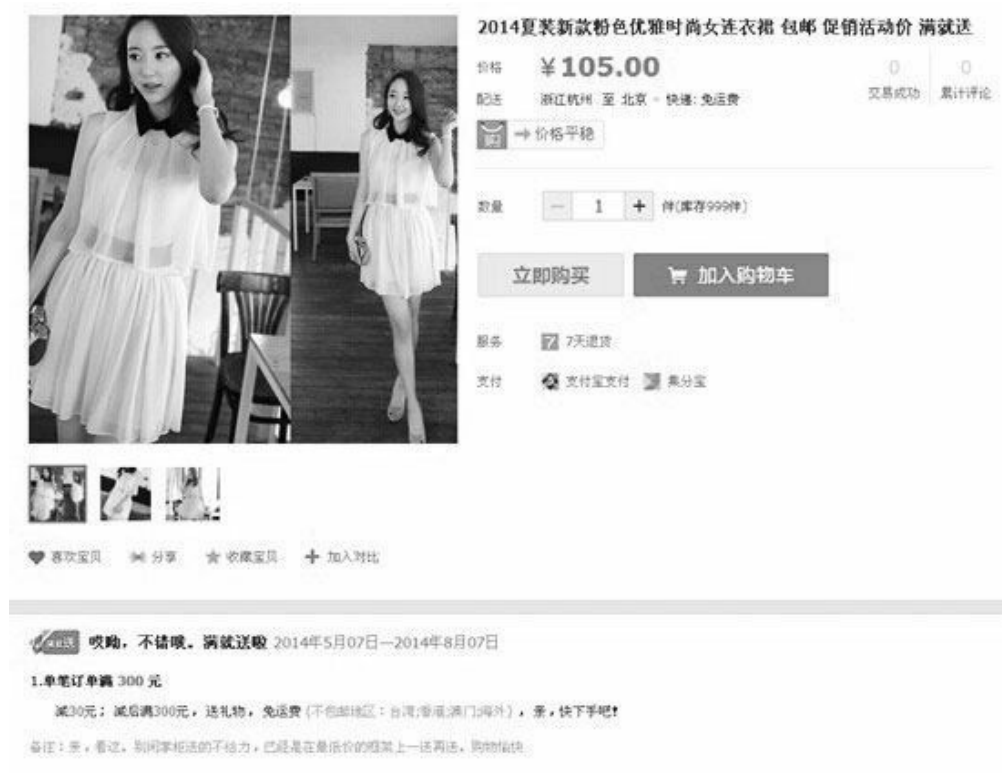 2014夏装新款粉色优雅时尚女连衣裙 包邮 促销活动价 满就送
价格 ¥105.00
0 交易成功
0 累计评论
配送 浙江杭州 至 北京 快递: 免运费
购 价格平稳
数量 − 1 + 件(库存999件)
立即购买 加入购物车
服务 7 7天退货
支付 支付宝支付 集分宝
喜欢宝贝 分享 收藏宝贝 加入对比
满就送 哎呦，不错哦。满就送啦 2014年5月07日—2014年8月07日
1.单笔订单满 300 元
减30元； 减后满300元，送礼物，免运费 (不包邮地区：台湾;香港;澳门;海外) ，亲，快下手吧!
备注：亲，看这。别闲掌柜送的不给力，已经是在最低价的框架上一送再送。购物愉快